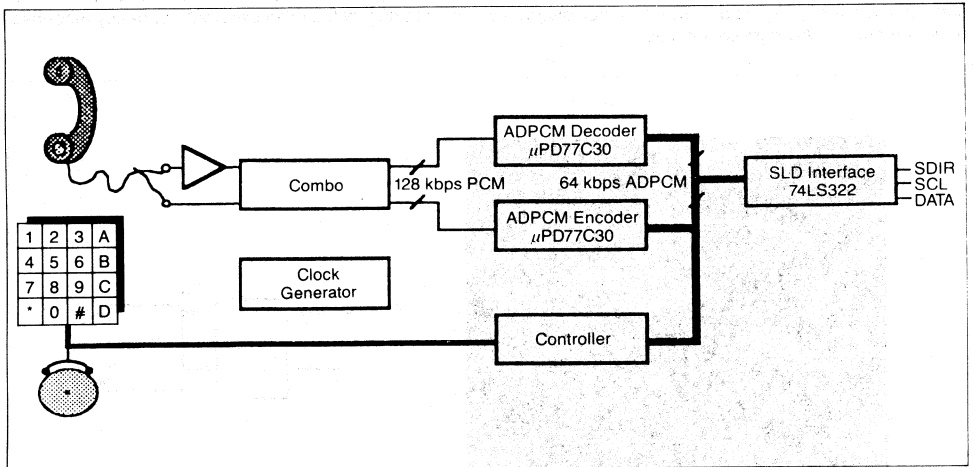 ADPCM Decoder
μPD77C30
Combo
128 kbps PCM
64 kbps ADPCM
SLD Interface
74LS322
SDIR
SCL
DATA
ADPCM Encoder
μPD77C30
1 2 3 A
4 5 6 B
7 8 9 C
* 0 # D
Clock
Generator
Controller